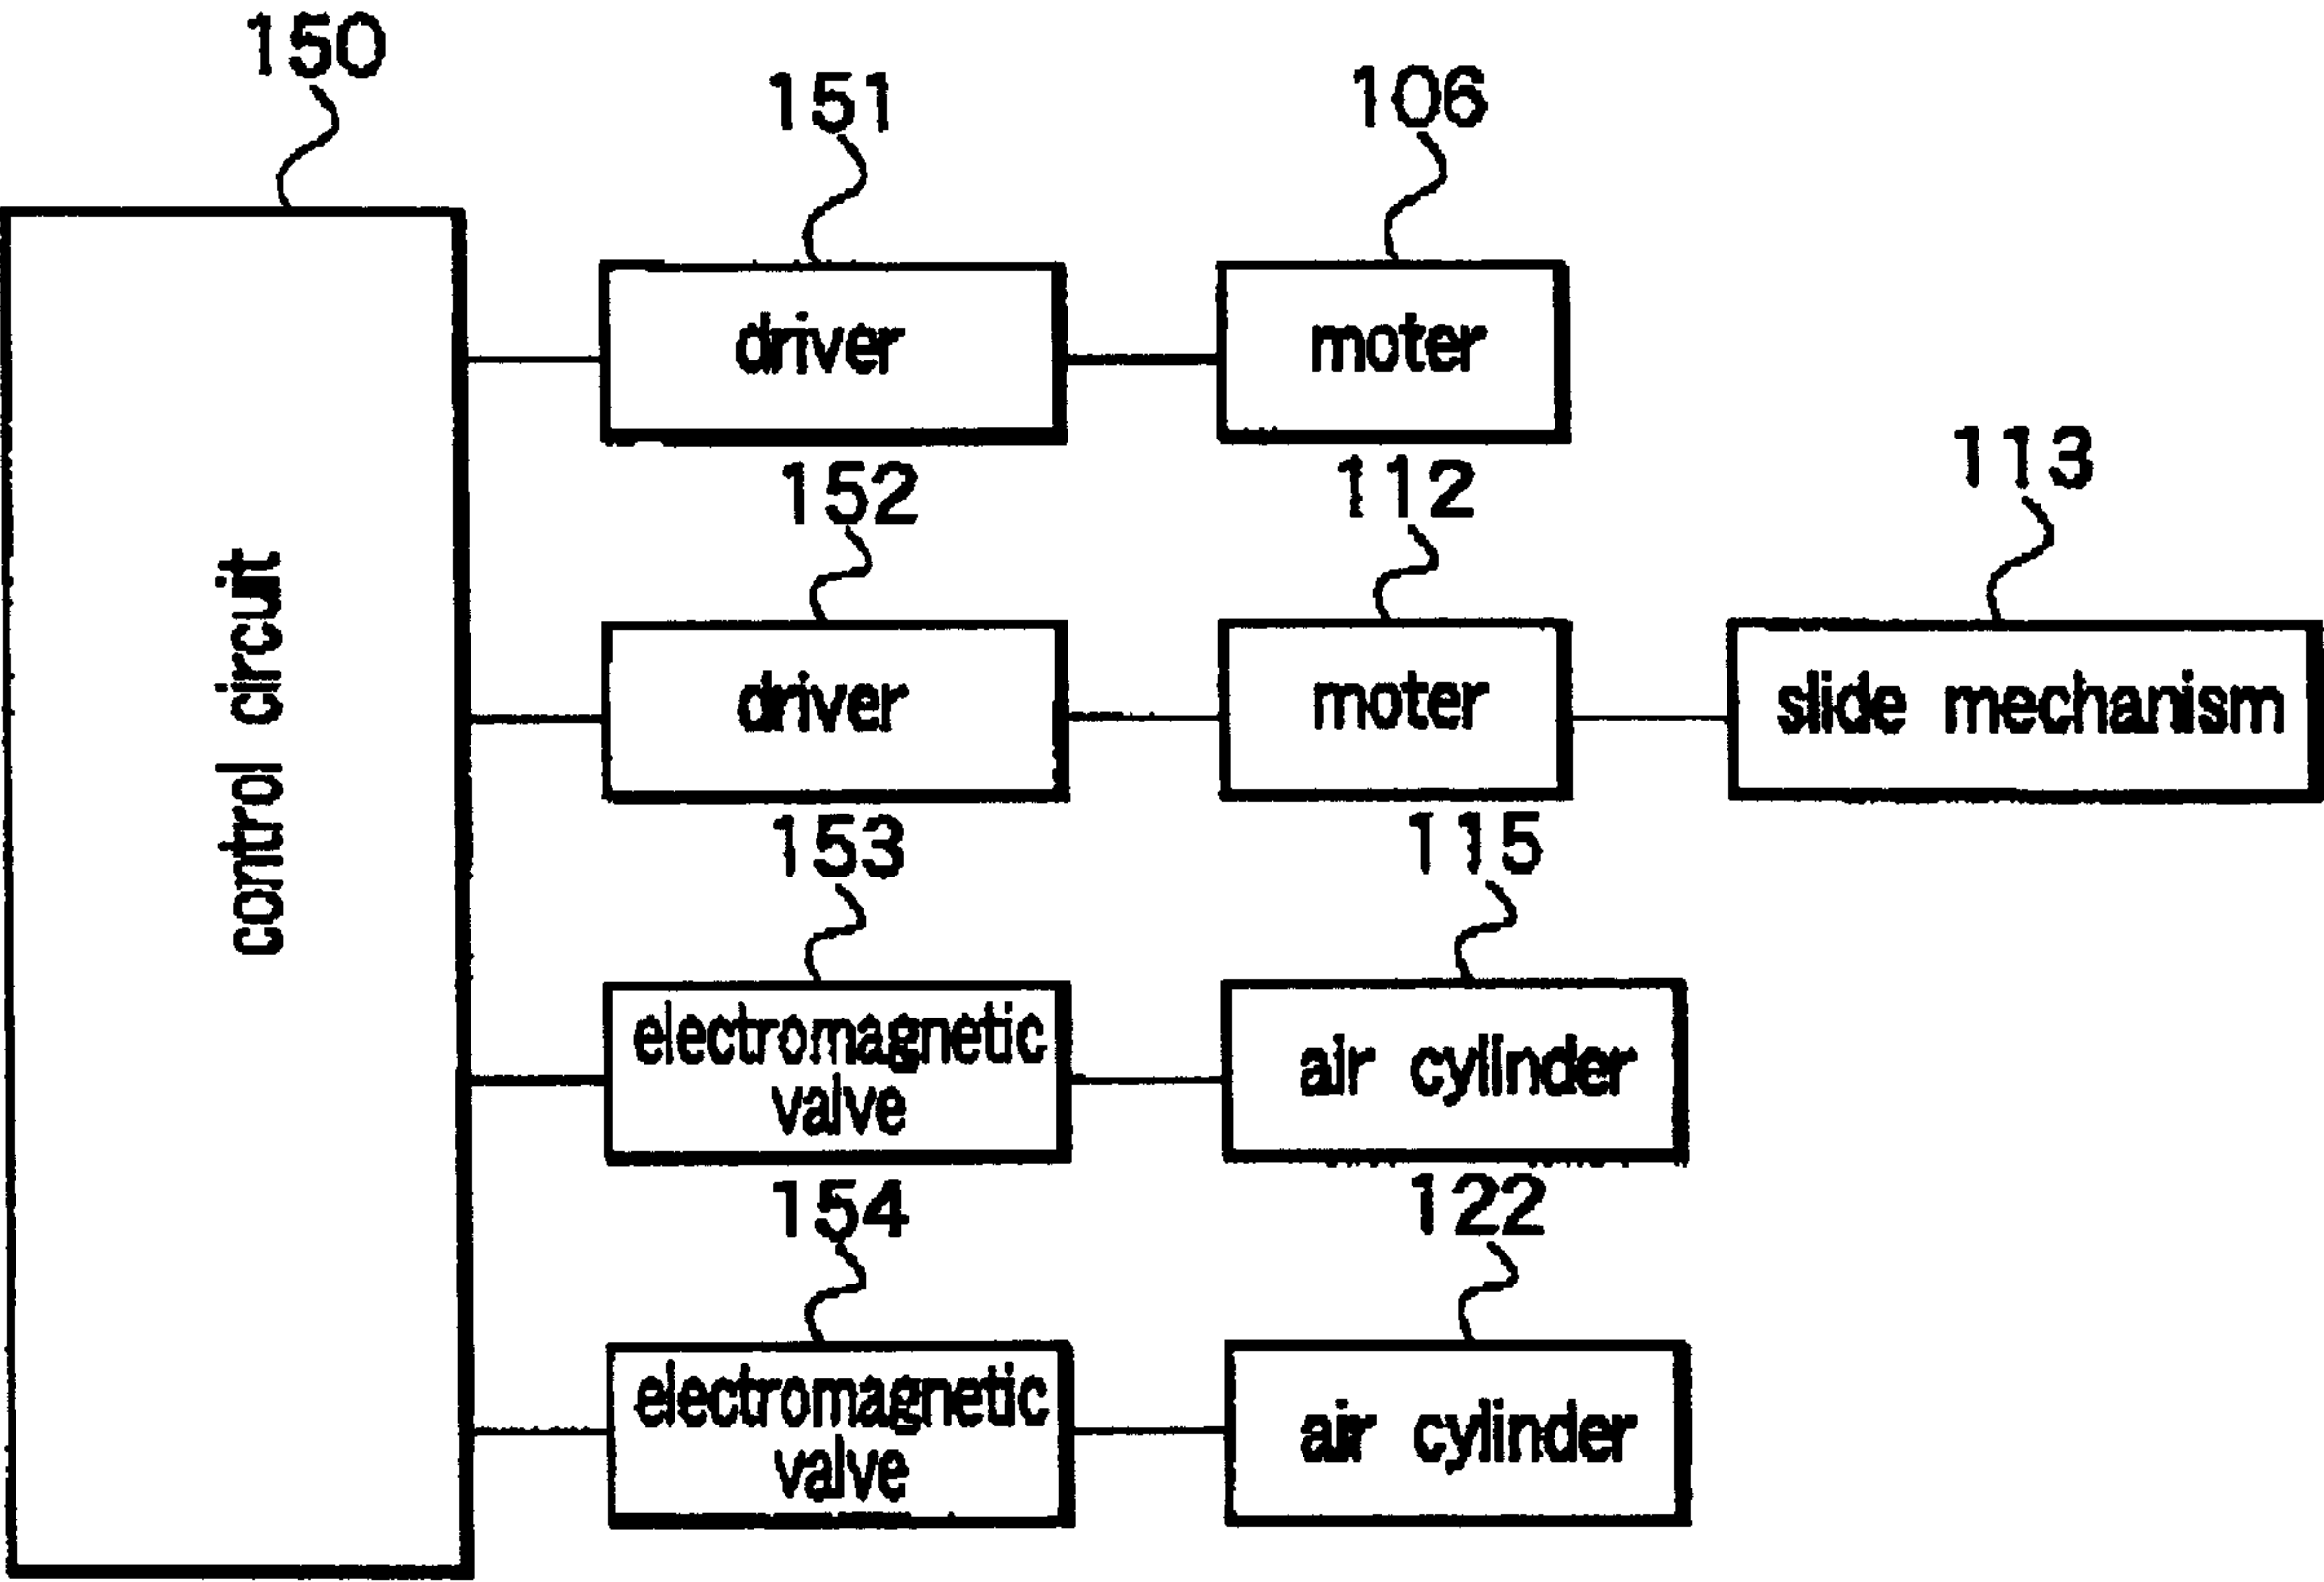 150
151
106
driver
moter
152
112
113
control circuit
driver
moter
slide mechanism
153
115
electromagnetic
valve
air cylinder
154
122
electromagnetic
valve
air cylinder